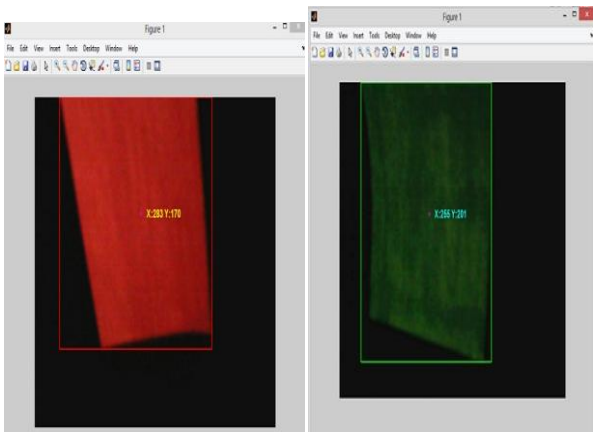 Figure 1
File Edit View Insert Tools Desktop Window Help
X:283 Y:170
Figure 1
File Edit View Insert Tools Desktop Window Help
X:255 Y:201